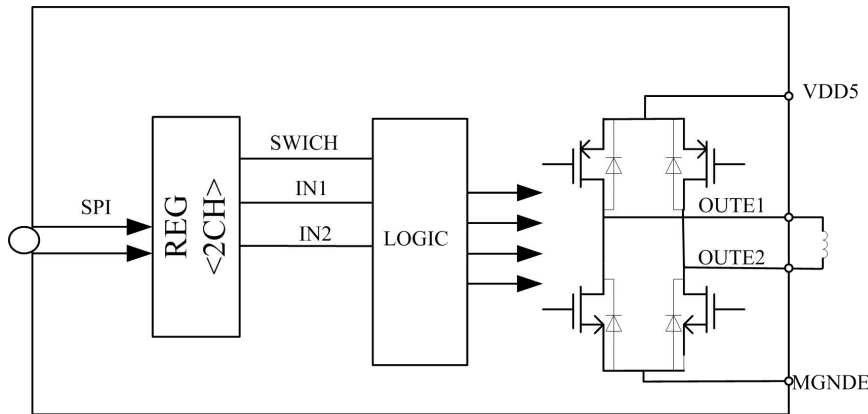 VDD5
SWICH
SPI
REG
<2CH>
IN1
IN2
LOGIC
OUTE1
OUTE2
MGNDE